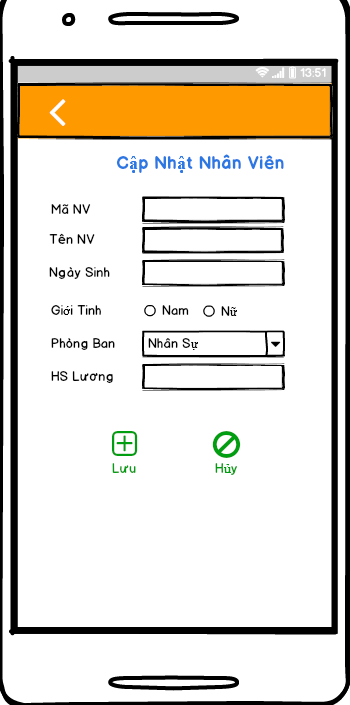 13:51
Cập Nhật Nhân Viên
Mã NV
Tên NV
Ngày Sinh
Giới Tinh Nam Nữ
Phòng Ban Nhân Sự
HS Lương
Lưu Hủy